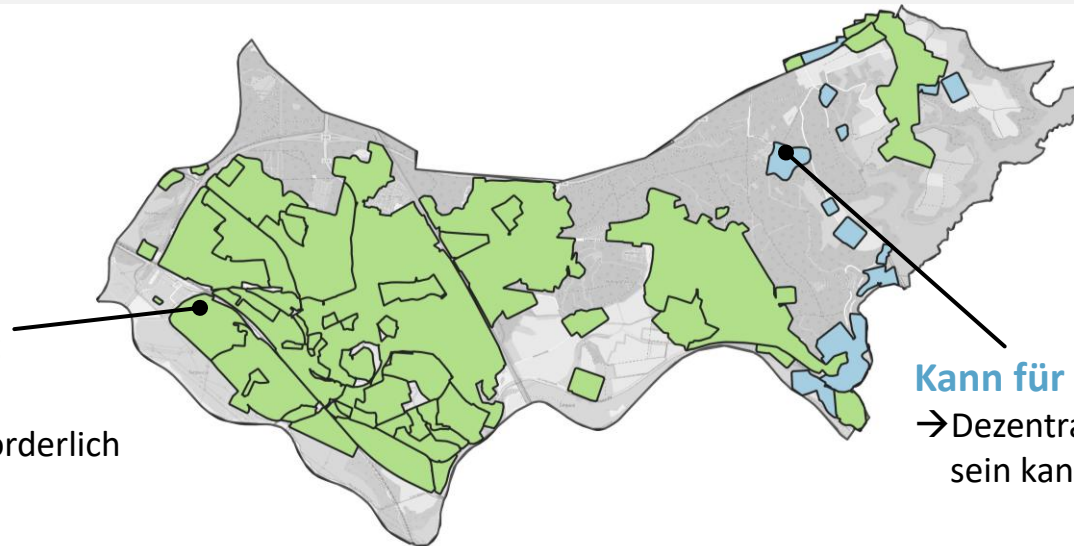 orderlich
Kann für
→Dezentra
sein kan